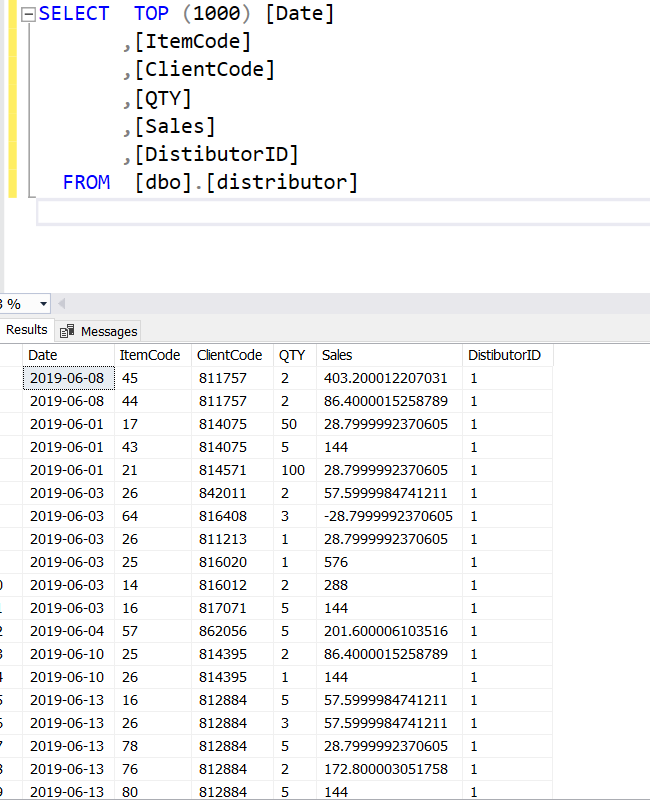 SELECT TOP (1000) [Date]
,[ItemCode]
,[ClientCode]
,[QTY]
,[Sales]
,[DistibutorID]
FROM [dbo].[distributor]
%
Results Messages
Date ItemCode ClientCode QTY Sales DistibutorID
2019-06-08 45 811757 2 403.200012207031 1
2019-06-08 44 811757 2 86.4000015258789 1
2019-06-01 17 814075 50 28.7999992370605 1
2019-06-01 43 814075 5 144 1
2019-06-01 21 814571 100 28.7999992370605 1
2019-06-03 26 842011 2 57.5999984741211 1
2019-06-03 64 816408 3 -28.7999992370605 1
2019-06-03 26 811213 1 28.7999992370605 1
2019-06-03 25 816020 1 576 1
0 2019-06-03 14 816012 2 288 1
1 2019-06-03 16 817071 5 144 1
2 2019-06-04 57 862056 5 201.600006103516 1
3 2019-06-10 25 814395 2 86.4000015258789 1
4 2019-06-10 26 814395 1 144 1
5 2019-06-13 16 812884 5 57.5999984741211 1
6 2019-06-13 26 812884 3 57.5999984741211 1
7 2019-06-13 78 812884 5 28.7999992370605 1
8 2019-06-13 76 812884 2 172.800003051758 1
9 2019-06-13 80 812884 5 144 1